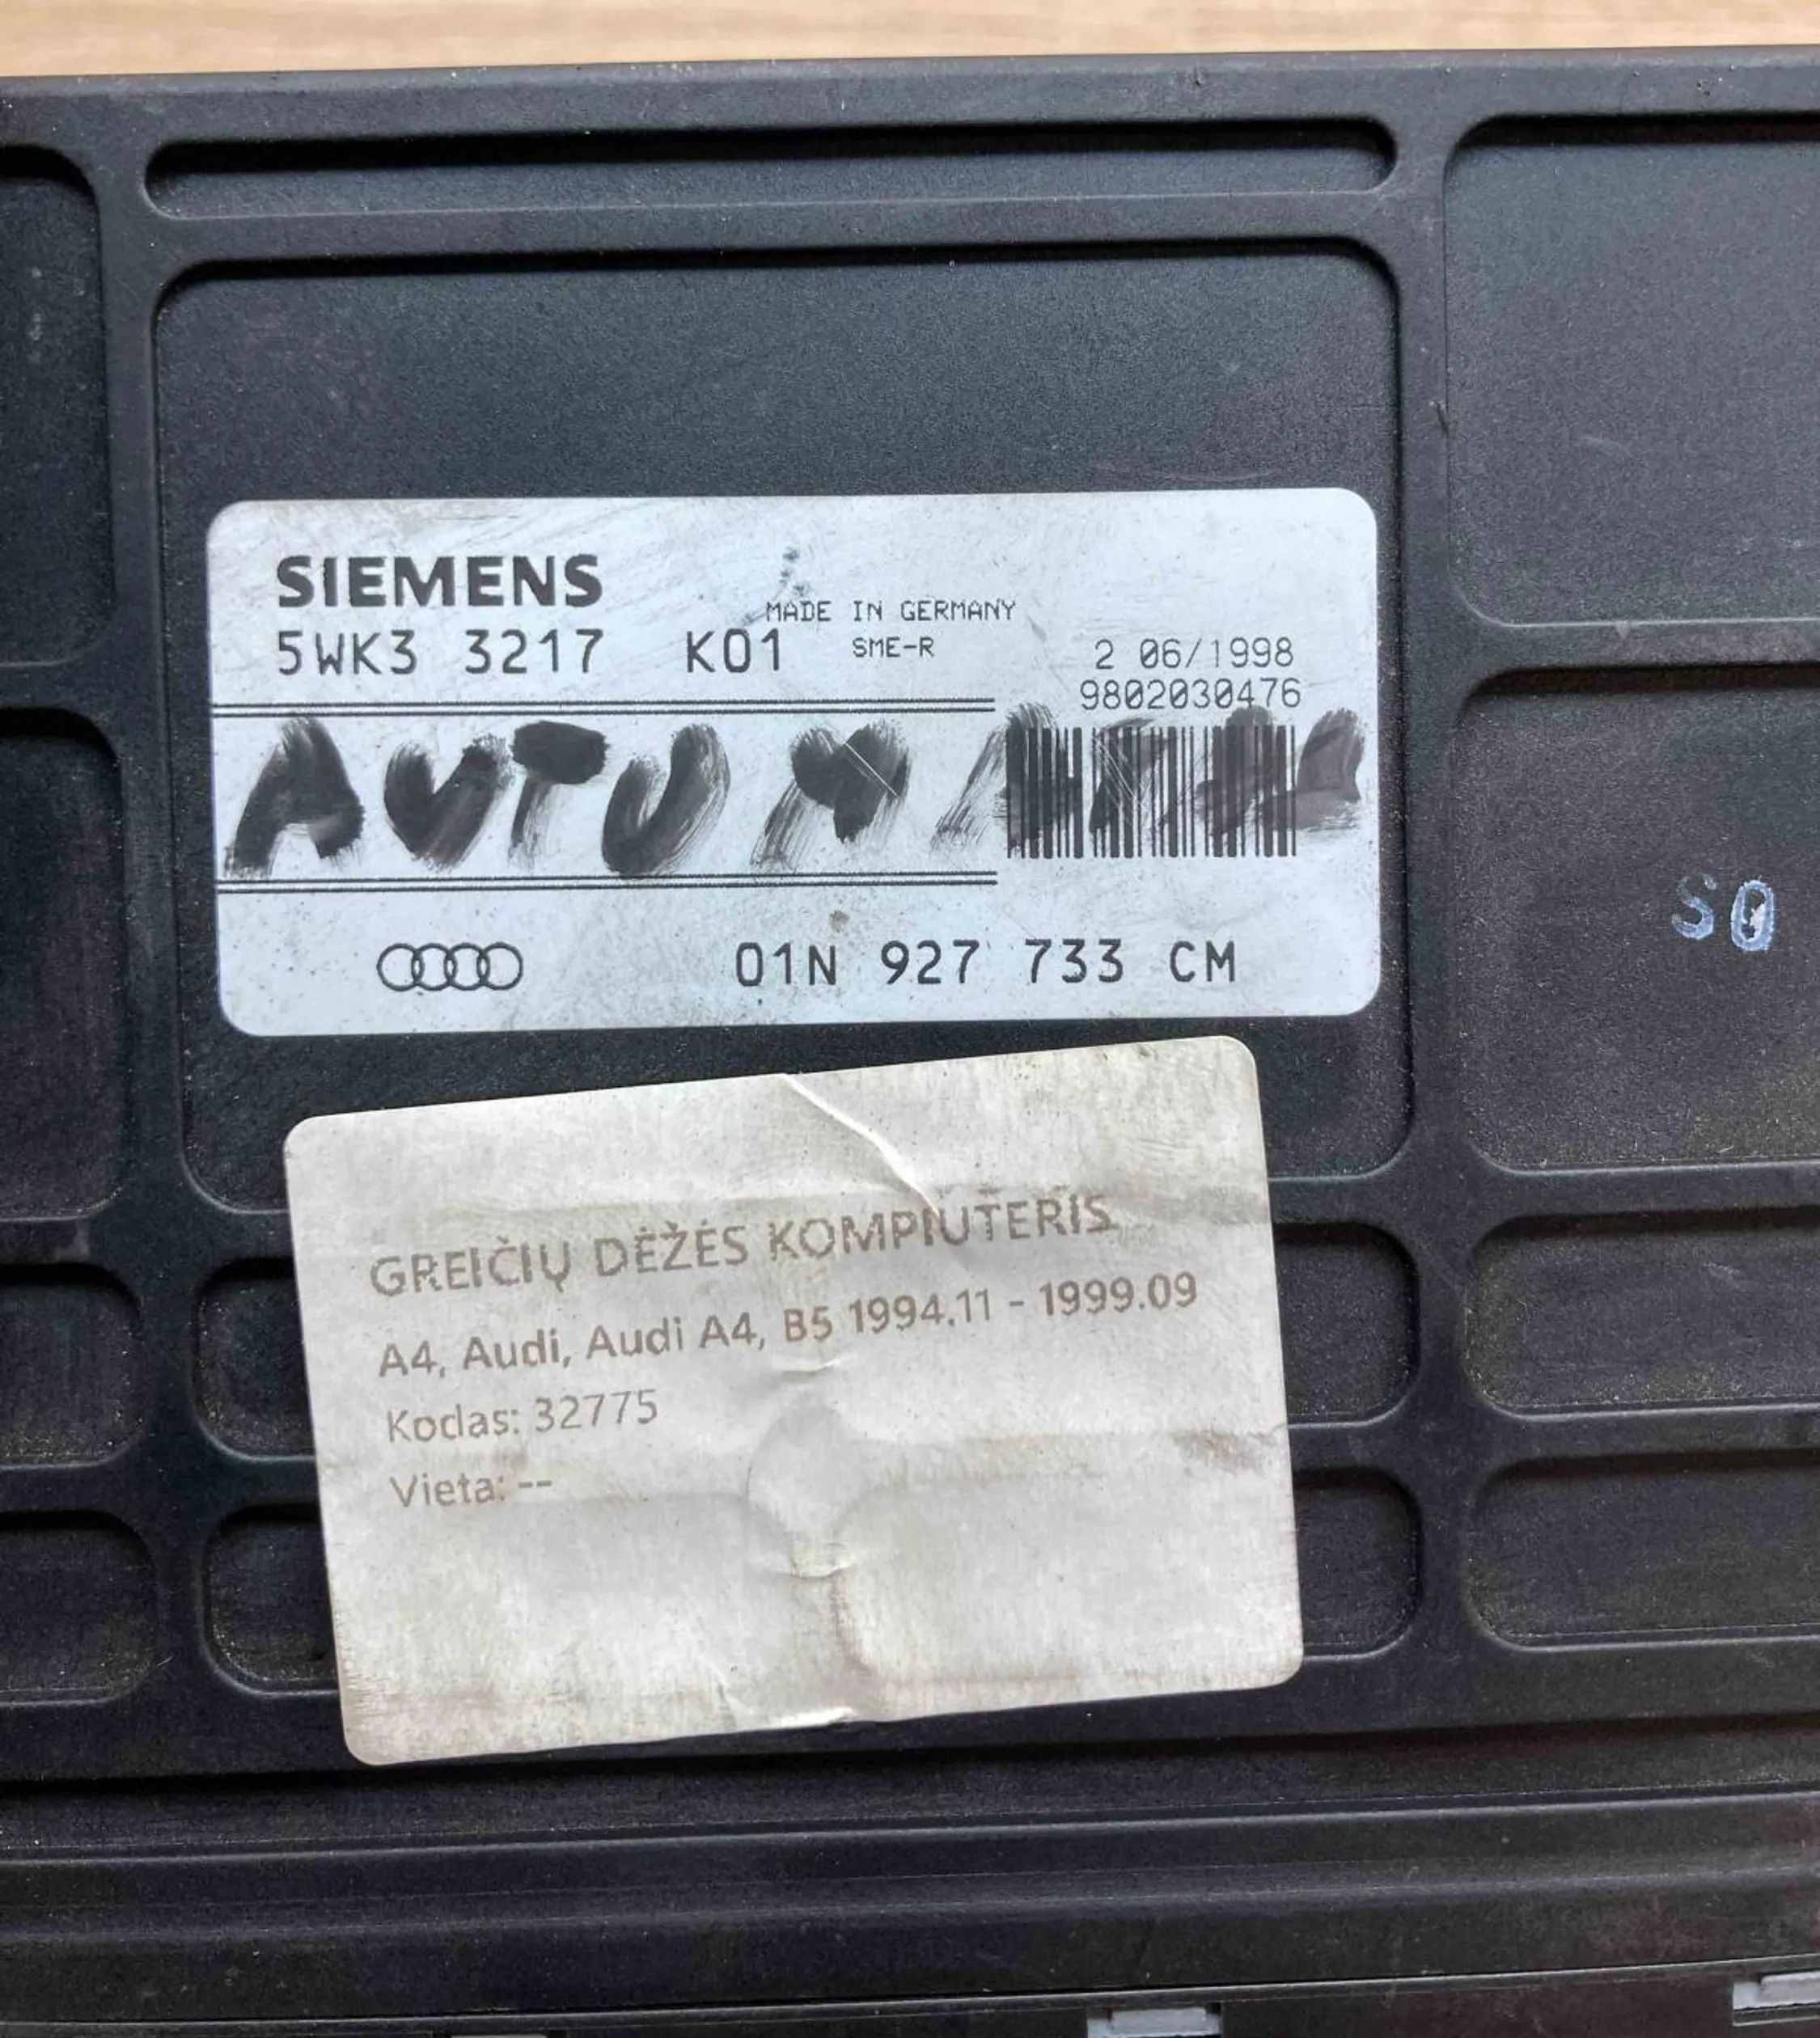 SIEMENS
MADE IN GERMANY
5WK3 3217 K01 SME-R
2 06/1998
9802030476
01N 927 733 CM
S0
GREIČIŲ DĖŽĖS KOMPIUTERIS
A4, Audi, Audi A4, B5 1994.11 - 1999.09
Kodas: 32775
Vieta: --